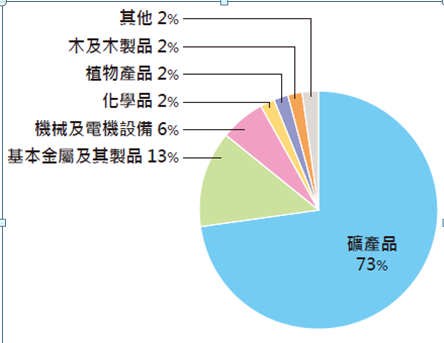 其他 2%
木及木製品 2%
植物產品 2%
化學品 2%
機械及電機設備 6%
基本金屬及其製品 13%
礦產品
73%